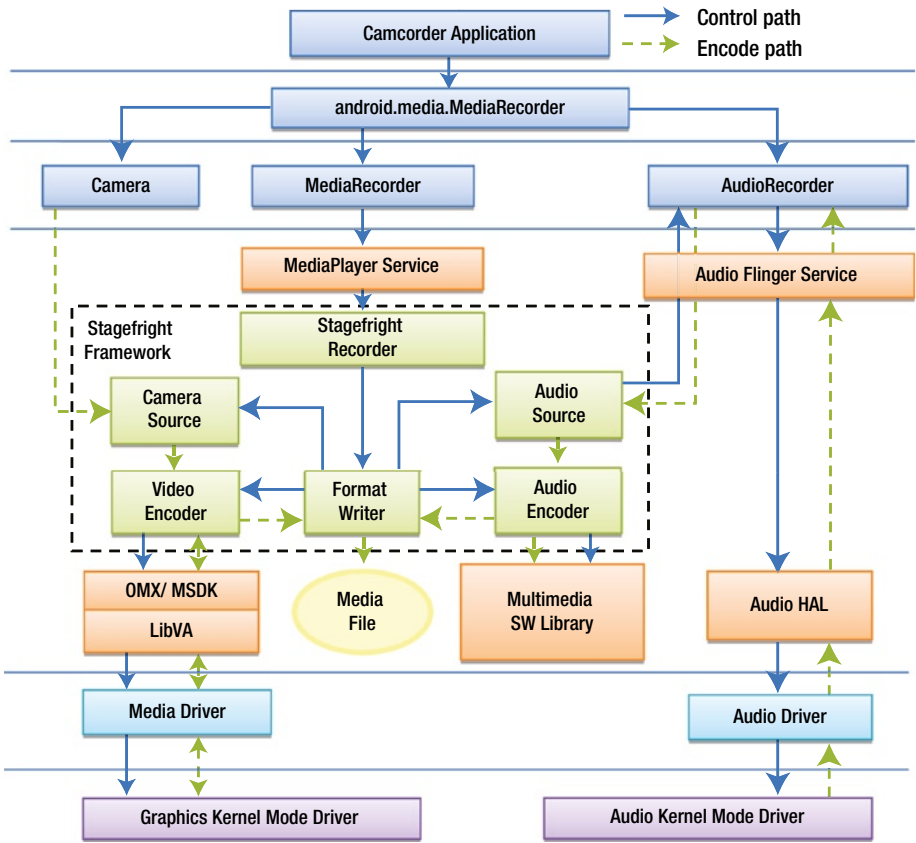 Camcorder Application
Control path
Encode path
android.media.MediaRecorder
Camera
MediaRecorder
AudioRecorder
MediaPlayer Service
Audio Flinger Service
Stagefright
Framework
Stagefright
Recorder
Camera
Source
Audio
Source
Video
Encoder
Format
Writer
Audio
Encoder
OMX/ MSDK
LibVA
Media
File
Multimedia
SW Library
Audio HAL
Media Driver
Audio Driver
Graphics Kernel Mode Driver
Audio Kernel Mode Driver